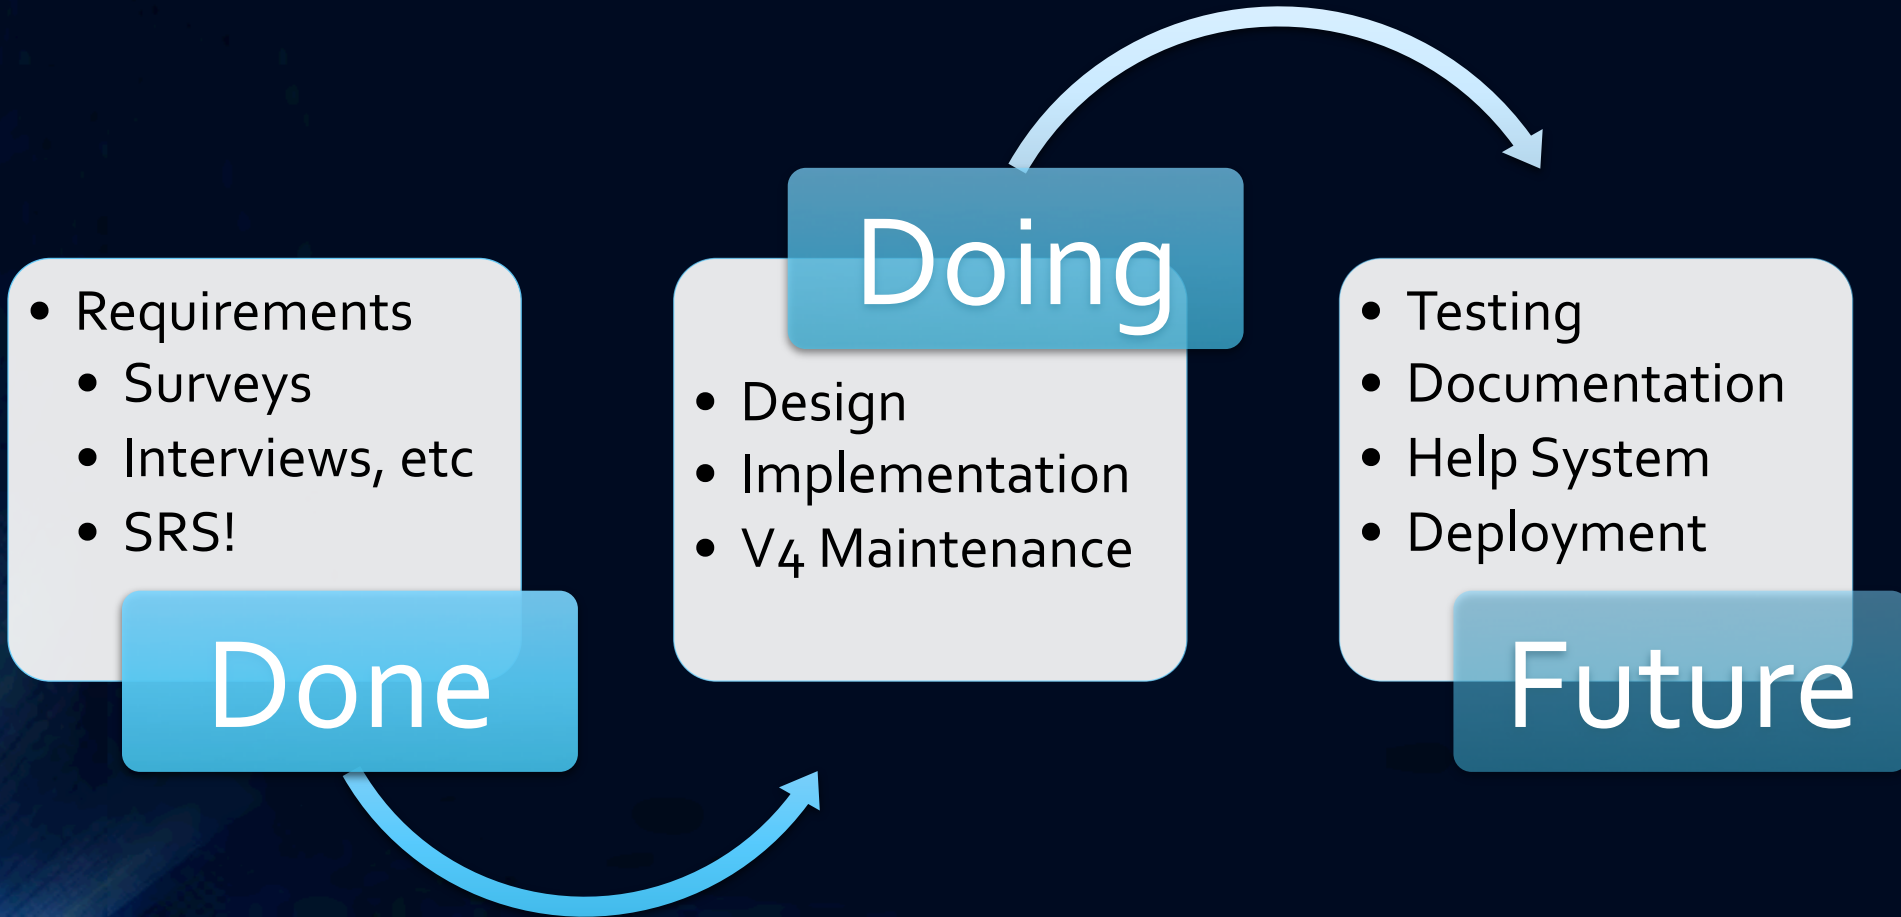 • Requirements
• Surveys
• Interviews, etc
• SRS!
Done
Doing
• Design
• Implementation
• V4 Maintenance
• Testing
• Documentation
• Help System
• Deployment
Future